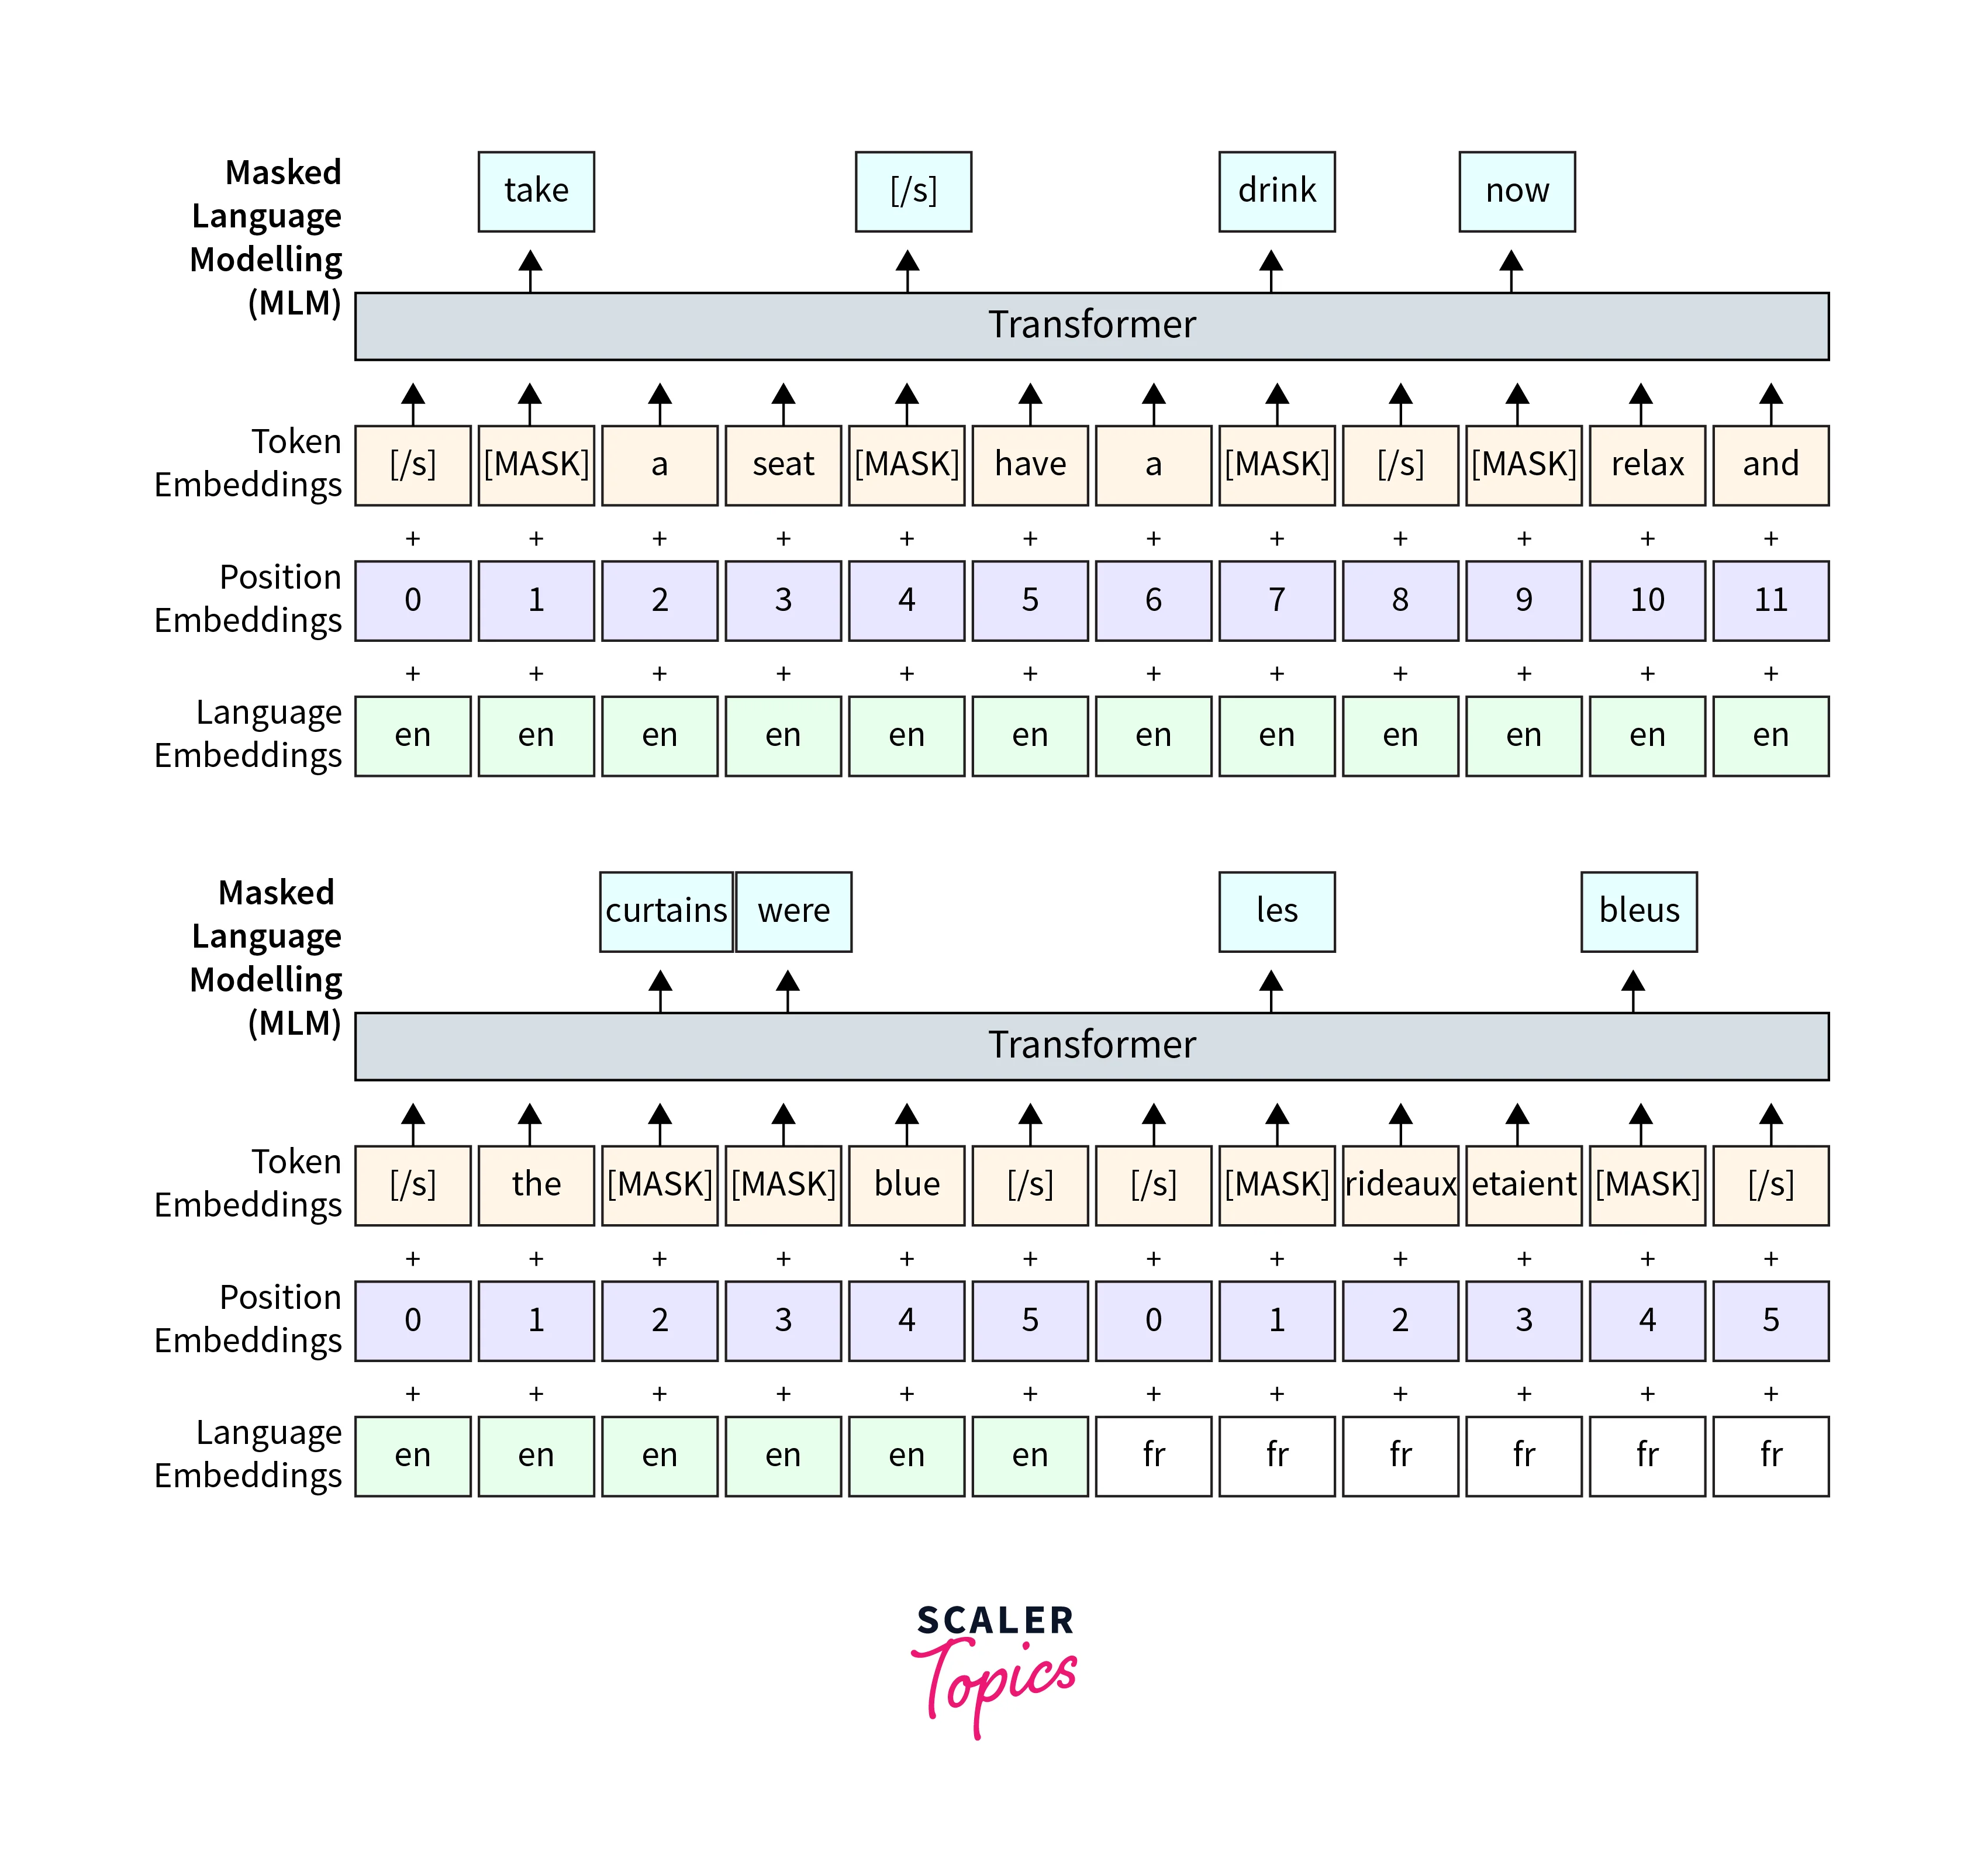 Masked
Language
Modelling
(MLM)
take [/s] drink now
Transformer
Token
Embeddings
[/s] [MASK] a seat [MASK] have a [MASK] [/s] [MASK] relax and
+ + + + + + + + + + + +
Position
Embeddings
0 1 2 3 4 5 6 7 8 9 10 11
+ + + + + + + + + + + +
Language
Embeddings
en en en en en en en en en en en en
Masked
Language
Modelling
(MLM)
curtains were les bleus
Transformer
Token
Embeddings
[/s] the [MASK] [MASK] blue [/s] [/s] [MASK] rideaux etaient [MASK] [/s]
+ + + + + + + + + + + +
Position
Embeddings
0 1 2 3 4 5 0 1 2 3 4 5
+ + + + + + + + + + + +
Language
Embeddings
en en en en en en fr fr fr fr fr fr
SCALER
Topics